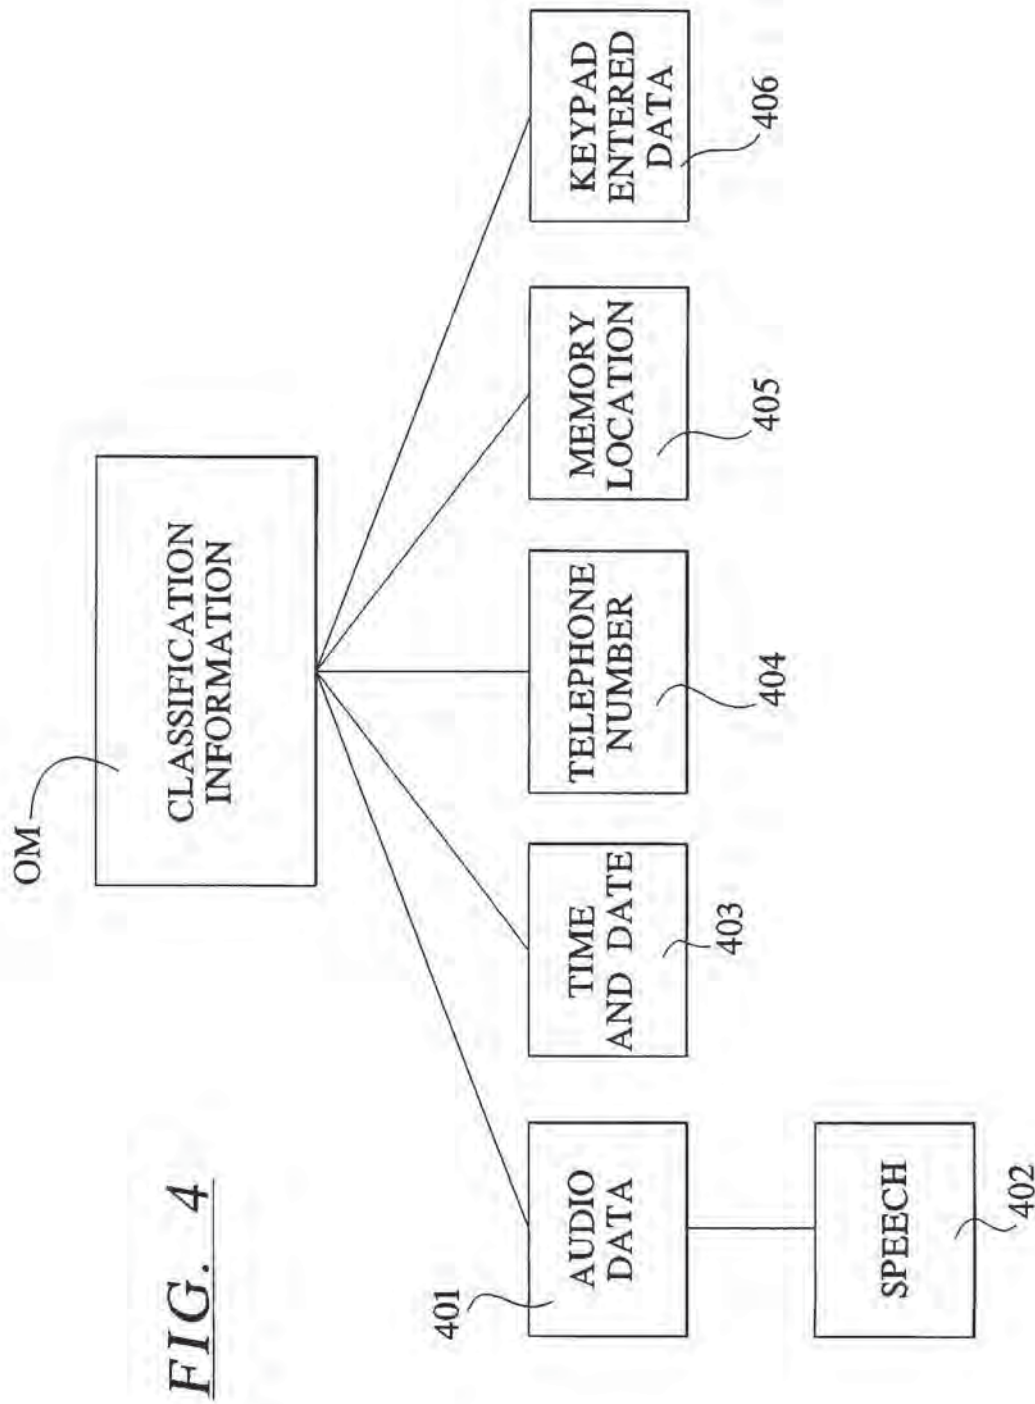 FIG. 4
OM
CLASSIFICATION
INFORMATION
401
AUDIO
DATA
TIME
AND DATE
403
TELEPHONE
NUMBER
404
MEMORY
LOCATION
405
KEYPAD
ENTERED
DATA
406
SPEECH
402